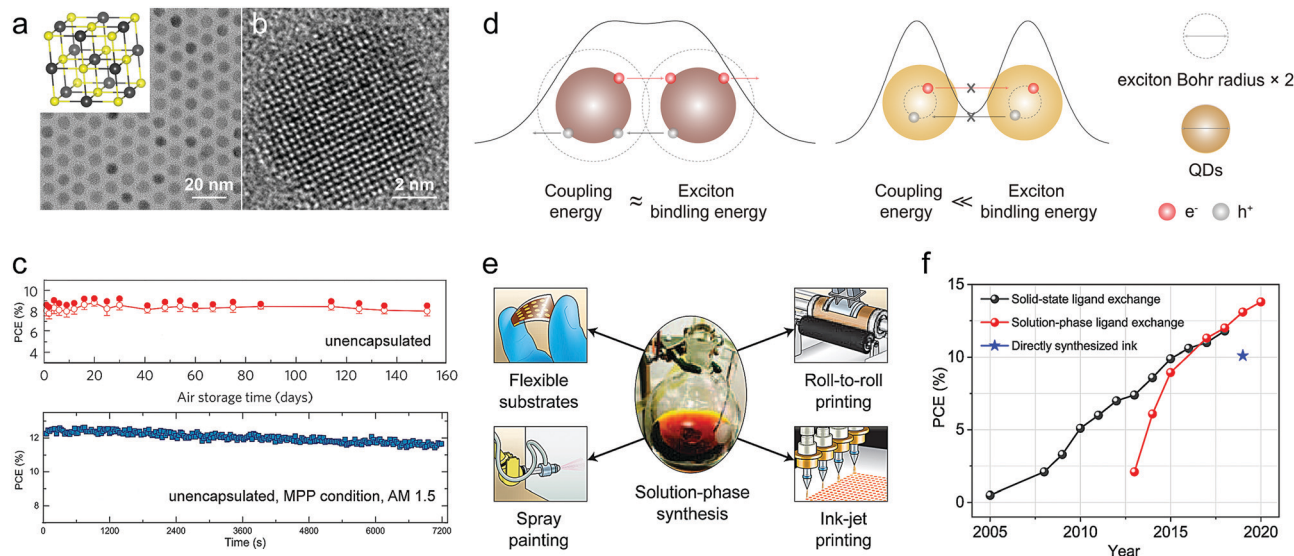 a
20 nm
b
2 nm
c
PCE (%)
10
8
6
4
unencapsulated
0 20 40 60 80 100 120 140 160
Air storage time (days)
PCE (%)
12
10
8
unencapsulated, MPP condition, AM 1.5
0 1200 2400 3600 4800 6000 7200
Time (s)
d
Coupling
energy
≈
Exciton
bindling energy
Coupling
energy
≪
Exciton
bindling energy
exciton Bohr radius × 2
QDs
e⁻ h⁺
e
Flexible
substrates
Spray
painting
Solution-phase
synthesis
Roll-to-roll
printing
Ink-jet
printing
f
PCE (%)
15
10
5
0
Solid-state ligand exchange
Solution-phase ligand exchange
Directly synthesized ink
2005 2010 2015 2020
Year